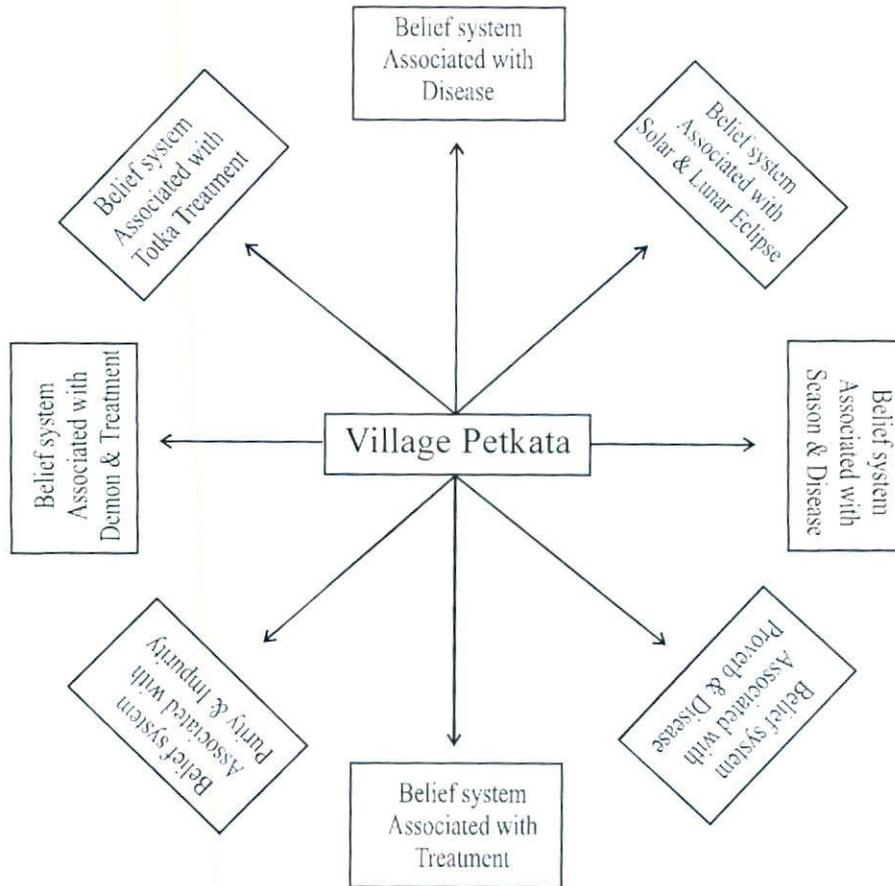 Belief system
Associated with
Disease
Belief system
Associated with
Solar & Lunar Eclipse
Belief system
Associated with
Season & Disease
Belief system
Associated with
Proverb & Disease
Belief system
Associated with
Treatment
Belief system
Associated with
Purity & Impurity
Belief system
Associated with
Demon & Treatment
Belief system
Associated with
Totka Treatment
Village Petkata